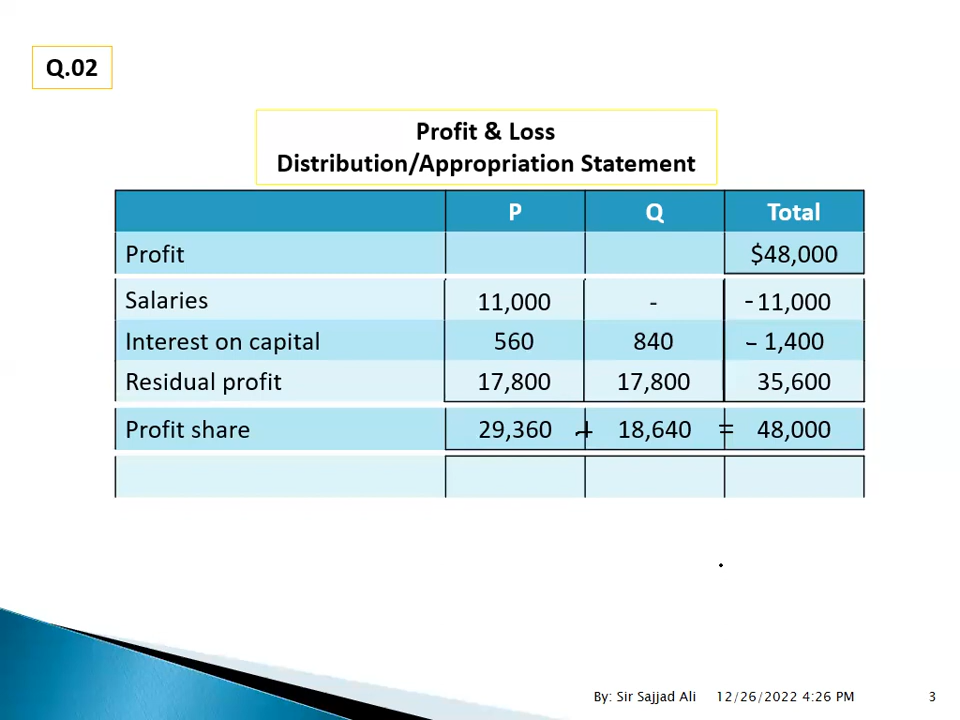 Q.02
Profit & Loss
Distribution/Appropriation Statement
P Q Total
Profit $48,000
Salaries 11,000 - - 11,000
Interest on capital 560 840 - 1,400
Residual profit 17,800 17,800 35,600
Profit share 29,360 + 18,640 = 48,000
By: Sir Sajjad Ali 12/26/2022 4:26 PM 3